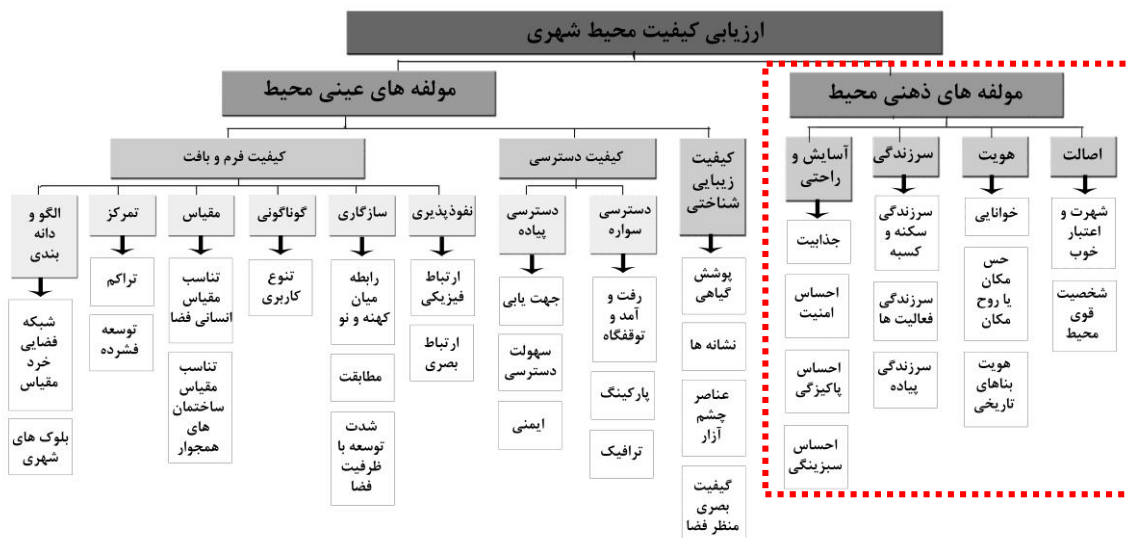 ارزیابی کیفیت محیط شهری
مولفه های ذهنی محیط
مولفه های عینی محیط
اصالت
شهرت و
اعتبار
خوب
شخصیت
قوی
محیط
هویت
خوانایی
حس
مکان
یا روح
مکان
هویت
بناهای
تاریخی
سرزندگی
سرزندگی
سکنه و
کسبه
سرزندگی
فعالیت ها
سرزندگی
پیاده
آسایش و
راحتی
جذابیت
احساس
امنیت
احساس
پاکیزگی
احساس
سبزینگی
کیفیت
زیبایی
شناختی
پوشش
گیاهی
نشانه ها
عناصر
چشم
آزار
گیفیت
بصری
منظر فضا
کیفیت دسترسی
دسترسی
سواره
رفت و
آمد و
توقفگاه
پارکینگ
ترافیک
دسترسی
پیاده
جهت یابی
سهولت
دسترسی
ایمنی
کیفیت فرم و بافت
نفوذپذیری
ارتباط
فیزیکی
ارتباط
بصری
سازگاری
رابطه
میان
کهنه و نو
مطابقت
شدت
توسعه با
ظرفیت
فضا
گوناگونی
تنوع
کاربری
مقیاس
تناسب
مقیاس
انسانی فضا
تناسب
مقیاس
ساختمان
های
همجوار
تمرکز
تراکم
توسعه
فشرده
الگو و
دانه
بندی
شبکه
فضایی
خرد
مقیاس
بلوک های
شهری